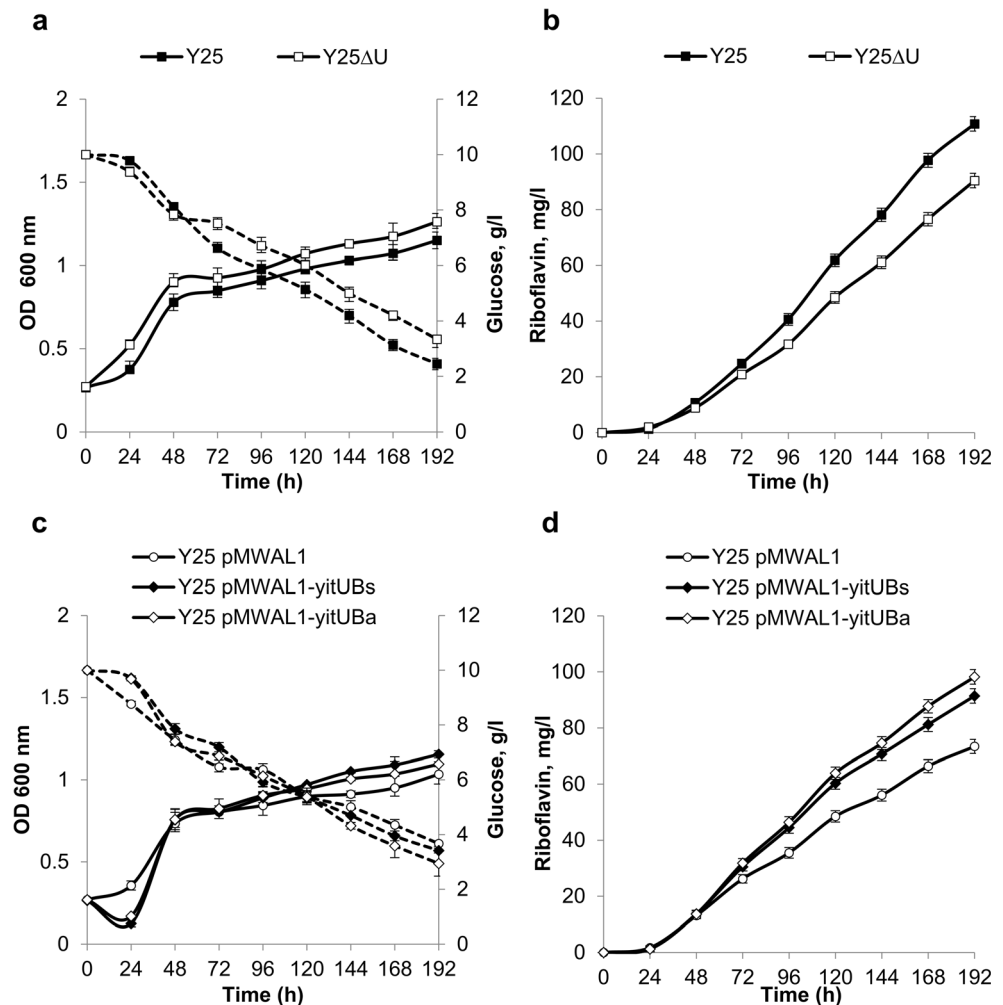 a
Y25 Y25ΔU
2 12
10
1.5
8
1 6
4
0.5
2
0 0
0 24 48 72 96 120 144 168 192
Time (h)
OD 600 nm
Glucose, g/l
b
Y25 Y25ΔU
120
100
80
60
40
20
0
0 24 48 72 96 120 144 168 192
Time (h)
Riboflavin, mg/l
c
Y25 pMWAL1
Y25 pMWAL1-yitUBs
Y25 pMWAL1-yitUBa
2 12
10
1.5
8
1 6
4
0.5
2
0 0
0 24 48 72 96 120 144 168 192
Time (h)
OD 600 nm
Glucose, g/l
d
Y25 pMWAL1
Y25 pMWAL1-yitUBs
Y25 pMWAL1-yitUBa
120
100
80
60
40
20
0
0 24 48 72 96 120 144 168 192
Time (h)
Riboflavin, mg/l